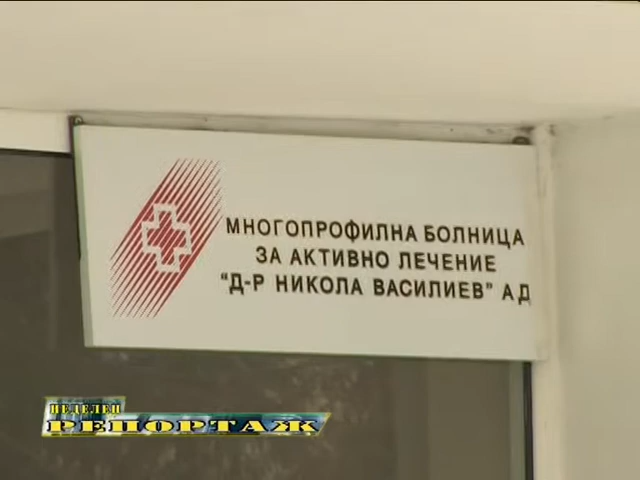 МНОГОПРОФИЛНА БОЛНИЦА
ЗА АКТИВНО ЛЕЧЕНИЕ
"Д-Р НИКОЛА ВАСИЛИЕВ" АД
НЕДЕЛЕН
РЕПОРТАЖ